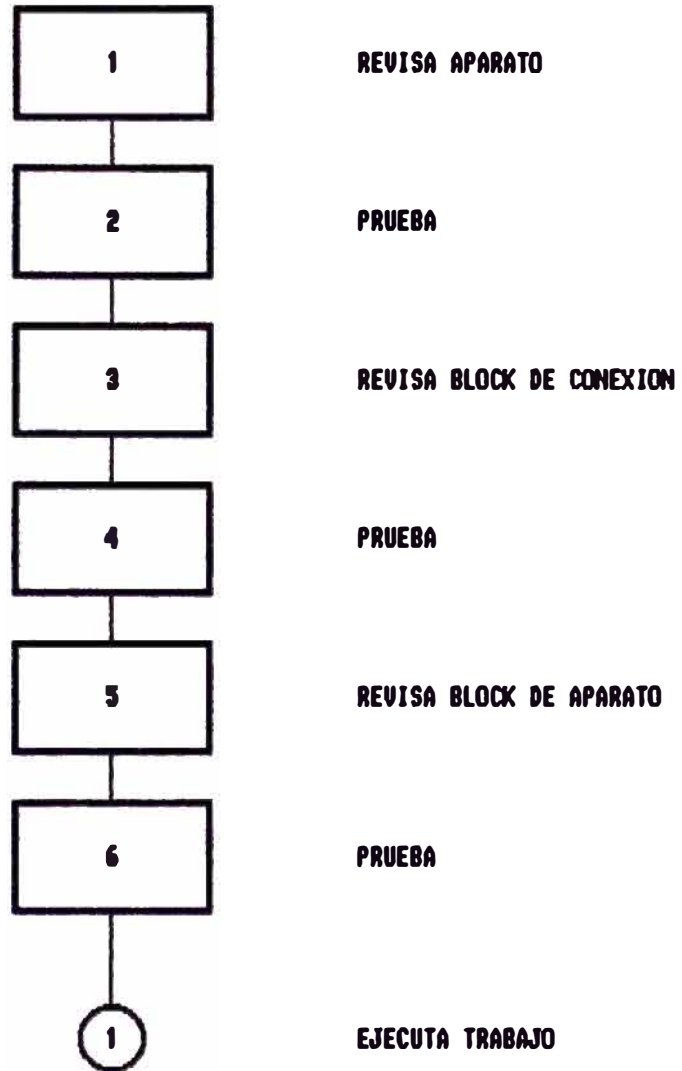 1 REVISA APARATO
2 PRUEBA
3 REVISA BLOCK DE CONEXION
4 PRUEBA
5 REVISA BLOCK DE APARATO
6 PRUEBA
1 EJECUTA TRABAJO